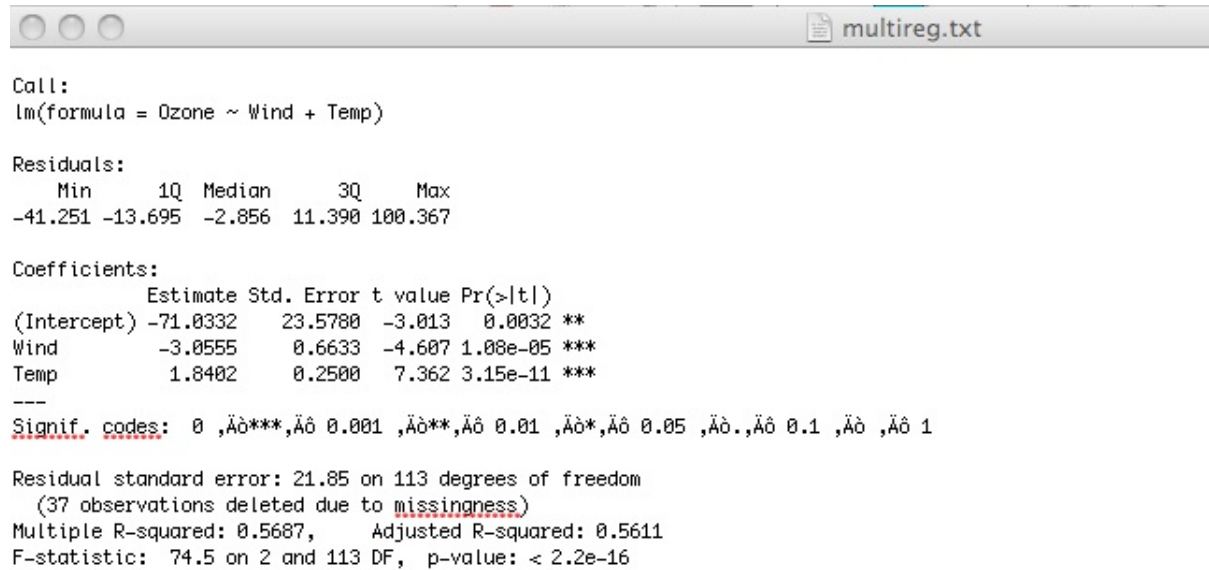 multireg.txt
Call:
lm(formula = Ozone ~ Wind + Temp)
Residuals:
Min 1Q Median 3Q Max
-41.251 -13.695 -2.856 11.390 100.367
Coefficients:
Estimate Std. Error t value Pr(>|t|)
(Intercept) -71.0332 23.5780 -3.013 0.0032 **
Wind -3.0555 0.6633 -4.607 1.08e-05 ***
Temp 1.8402 0.2500 7.362 3.15e-11 ***
---
Signif. codes: 0 ‚Äò***‚Äô 0.001 ‚Äò**‚Äô 0.01 ‚Äò*‚Äô 0.05 ‚Äò.‚Äô 0.1 ‚Äò ‚Äô 1
Residual standard error: 21.85 on 113 degrees of freedom
(37 observations deleted due to missingness)
Multiple R-squared: 0.5687, Adjusted R-squared: 0.5611
F-statistic: 74.5 on 2 and 113 DF, p-value: < 2.2e-16